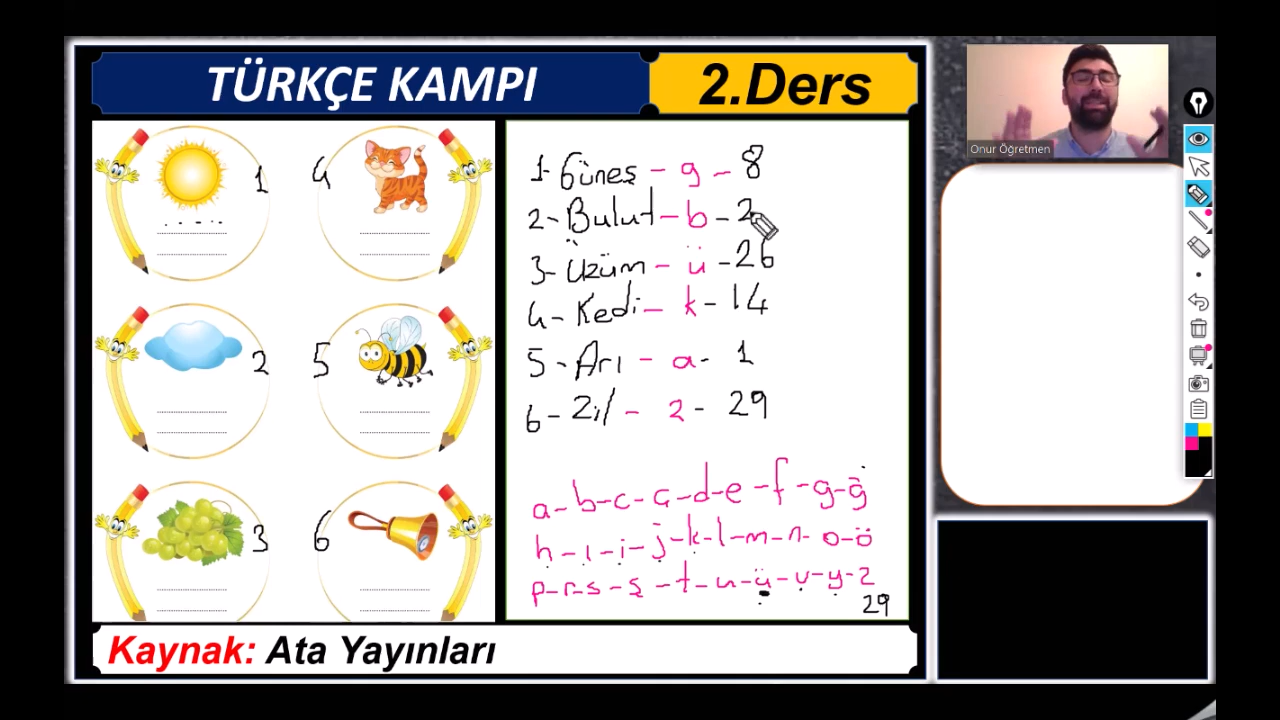 TÜRKÇE KAMPI
2.Ders
Onur Öğretmen
1
4
2
5
3
6
1- Güneş - g - 8
2- Bulut - b - 2
3- Üzüm - ü - 26
4- Kedi - k - 14
5- Arı - a - 1
6- Zil - z - 29
a-b-c-ç-d-e-f-g-ğ
h-ı-i-j-k-l-m-n-o-ö
p-r-s-ş-t-u-ü-v-y-z
29
Kaynak: Ata Yayınları